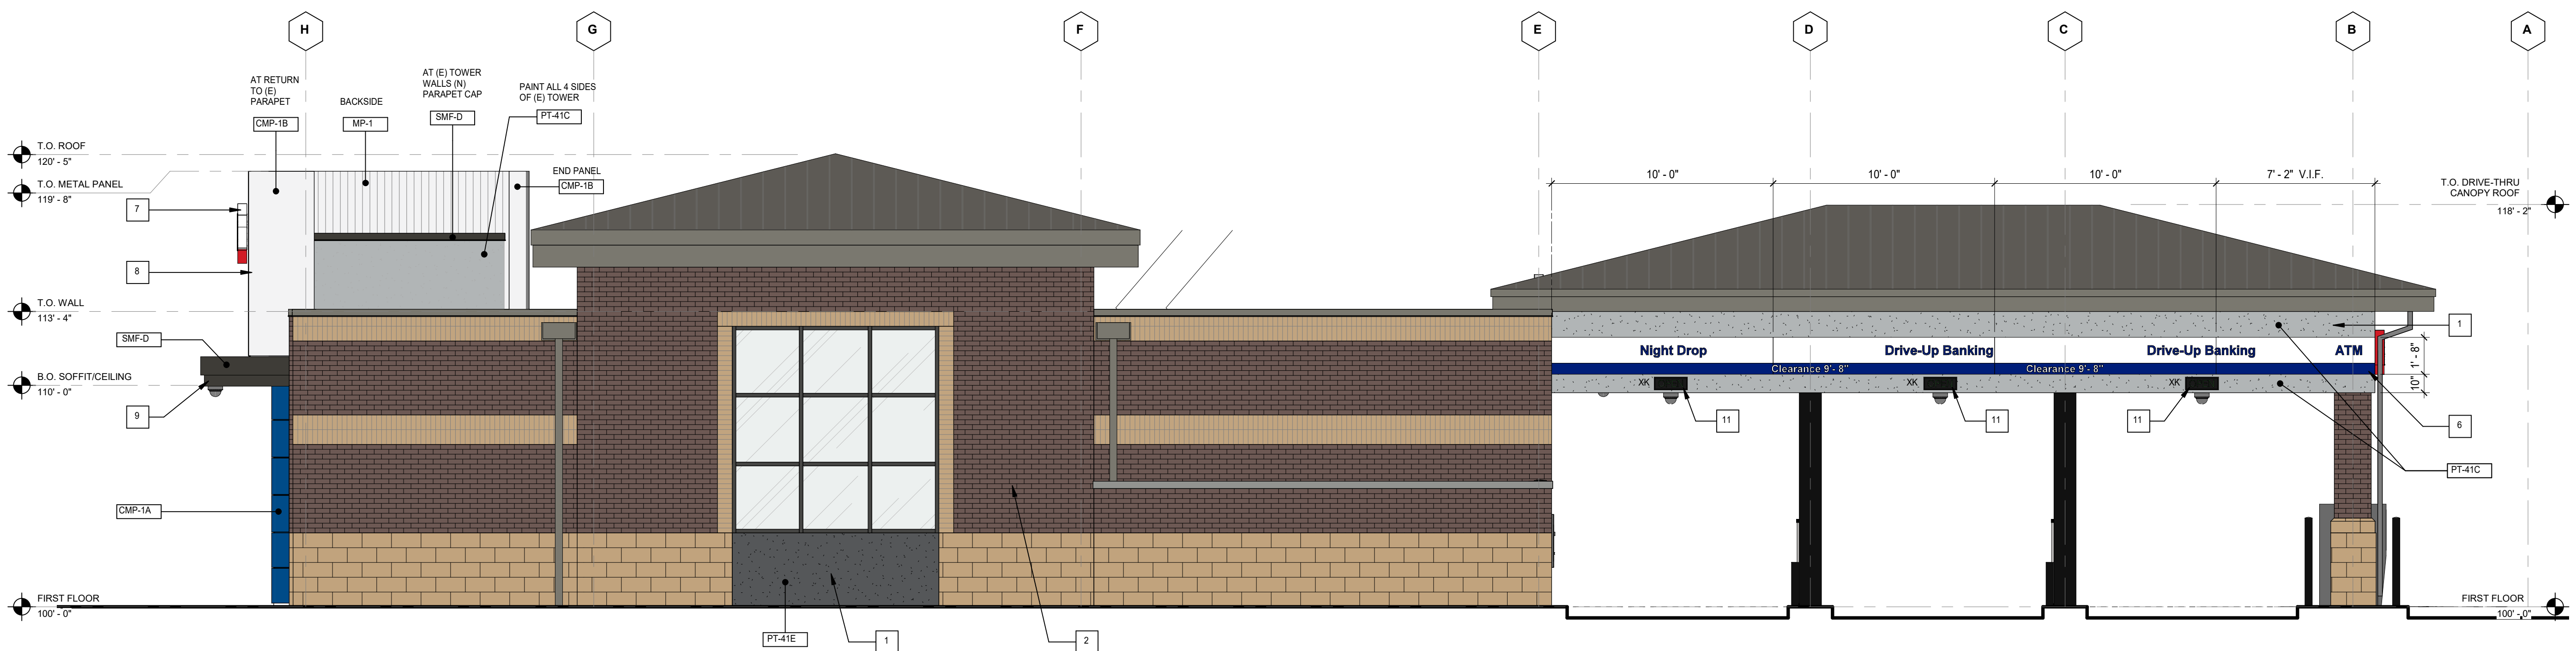 H
G
F
E
D
C
B
A
AT RETURN
TO (E)
PARAPET
CMP-1B
BACKSIDE
MP-1
AT (E) TOWER
WALLS (N)
PARAPET CAP
SMF-D
PAINT ALL 4 SIDES
OF (E) TOWER
PT-41C
END PANEL
CMP-1B
T.O. ROOF
120' - 5"
T.O. METAL PANEL
119' - 8"
7
8
T.O. WALL
113' - 4"
SMF-D
B.O. SOFFIT/CEILING
110' - 0"
9
CMP-1A
FIRST FLOOR
100' - 0"
PT-41E
1
2
10' - 0"
10' - 0"
10' - 0"
7' - 2" V.I.F.
T.O. DRIVE-THRU
CANOPY ROOF
118' - 2"
1
Night Drop
Drive-Up Banking
Drive-Up Banking
ATM
Clearance 9'- 8"
Clearance 9'- 8"
1' - 8"
10"
XK
XK
XK
11
11
11
6
PT-41C
FIRST FLOOR
100' - 0"